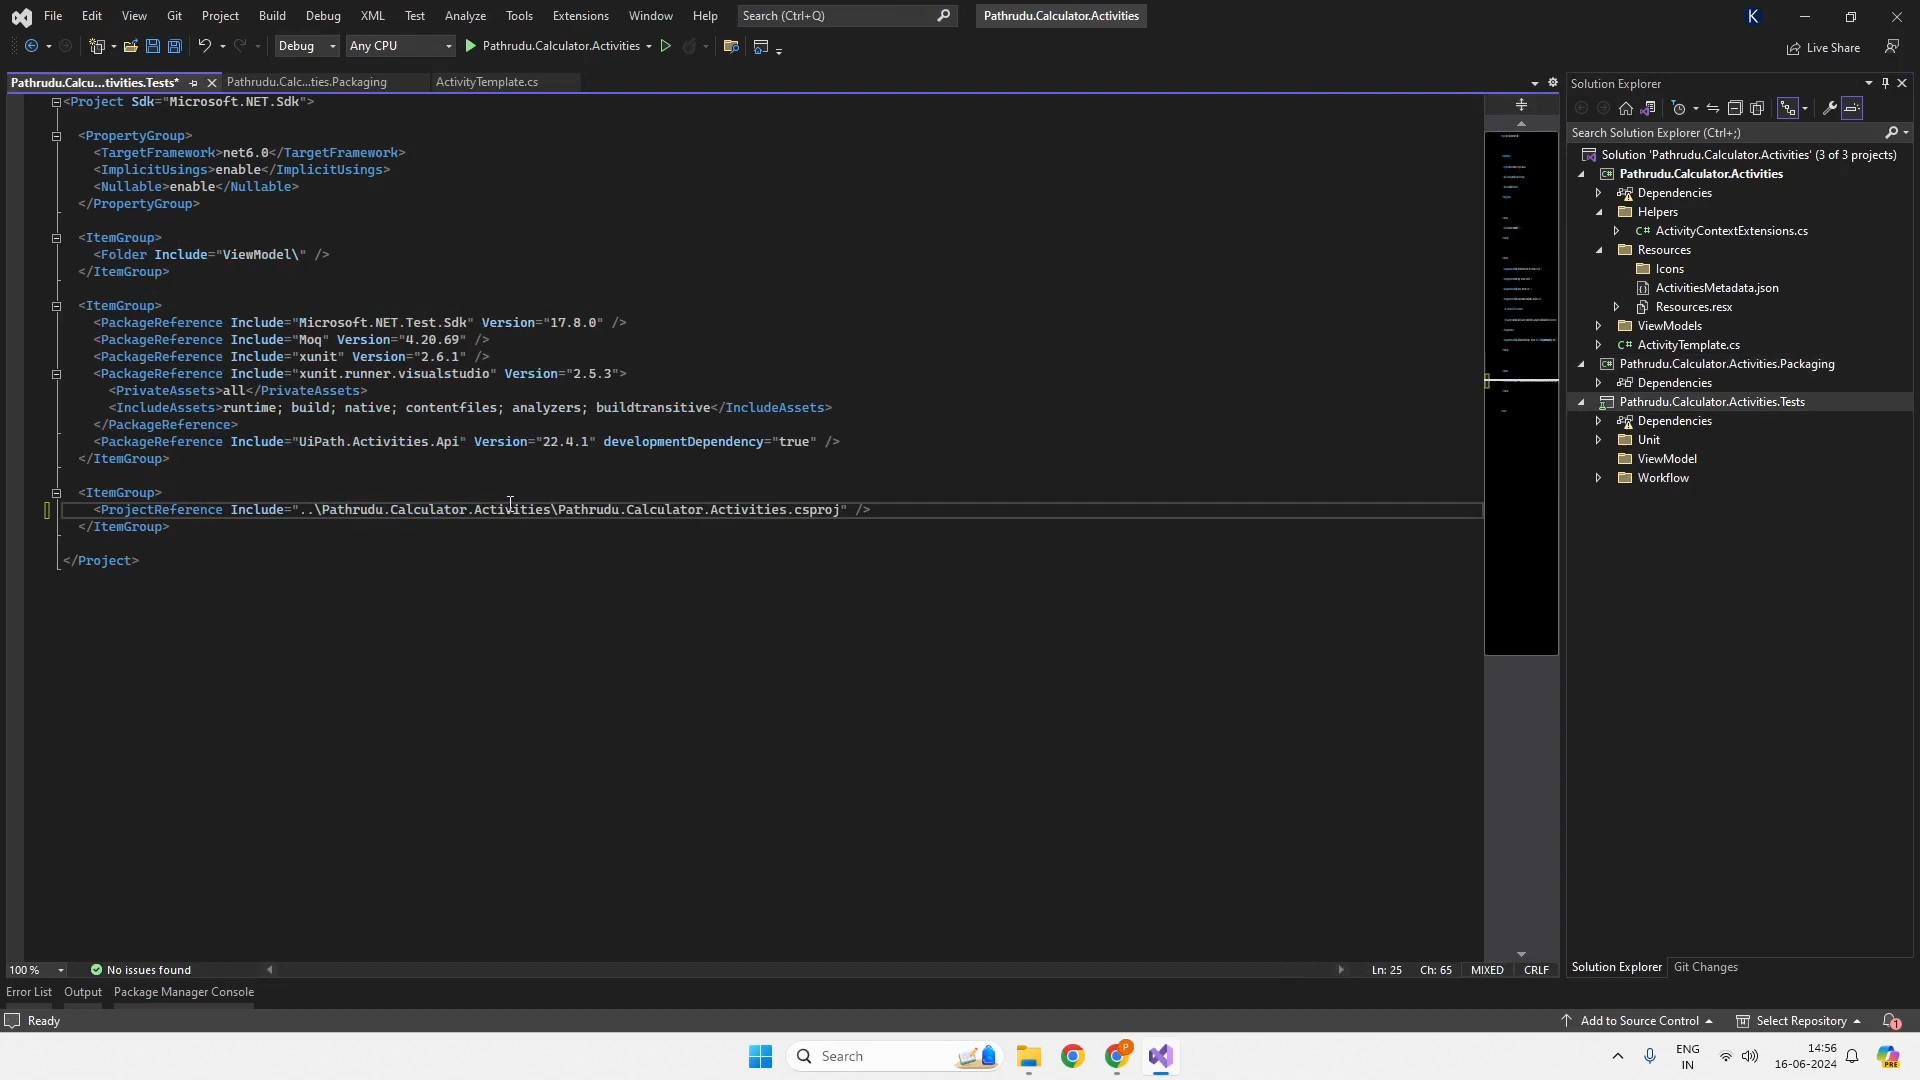 File Edit View Git Project Build Debug XML Test Analyze Tools Extensions Window Help Search (Ctrl+Q) Pathrudu.Calculator.Activities K
Debug Any CPU Pathrudu.Calculator.Activities Live Share
Pathrudu.Calcu...tivities.Tests* Pathrudu.Calc...ties.Packaging ActivityTemplate.cs
<Project Sdk="Microsoft.NET.Sdk">
<PropertyGroup>
<TargetFramework>net6.0</TargetFramework>
<ImplicitUsings>enable</ImplicitUsings>
<Nullable>enable</Nullable>
</PropertyGroup>
<ItemGroup>
<Folder Include="ViewModel\" />
</ItemGroup>
<ItemGroup>
<PackageReference Include="Microsoft.NET.Test.Sdk" Version="17.8.0" />
<PackageReference Include="Moq" Version="4.20.69" />
<PackageReference Include="xunit" Version="2.6.1" />
<PackageReference Include="xunit.runner.visualstudio" Version="2.5.3">
<PrivateAssets>all</PrivateAssets>
<IncludeAssets>runtime; build; native; contentfiles; analyzers; buildtransitive</IncludeAssets>
</PackageReference>
<PackageReference Include="UiPath.Activities.Api" Version="22.4.1" developmentDependency="true" />
</ItemGroup>
<ItemGroup>
<ProjectReference Include="..\Pathrudu.Calculator.Activities\Pathrudu.Calculator.Activities.csproj" />
</ItemGroup>
</Project>
Solution Explorer
Search Solution Explorer (Ctrl+;)
Solution 'Pathrudu.Calculator.Activities' (3 of 3 projects)
C# Pathrudu.Calculator.Activities
Dependencies
Helpers
C# ActivityContextExtensions.cs
Resources
Icons
ActivitiesMetadata.json
Resources.resx
ViewModels
C# ActivityTemplate.cs
C# Pathrudu.Calculator.Activities.Packaging
Dependencies
Pathrudu.Calculator.Activities.Tests
Dependencies
Unit
ViewModel
Workflow
100 % No issues found Ln: 25 Ch: 65 MIXED CRLF
Solution Explorer Git Changes
Error List Output Package Manager Console
Ready Add to Source Control Select Repository 1
Search P ENG
IN
14:56
16-06-2024
PRE